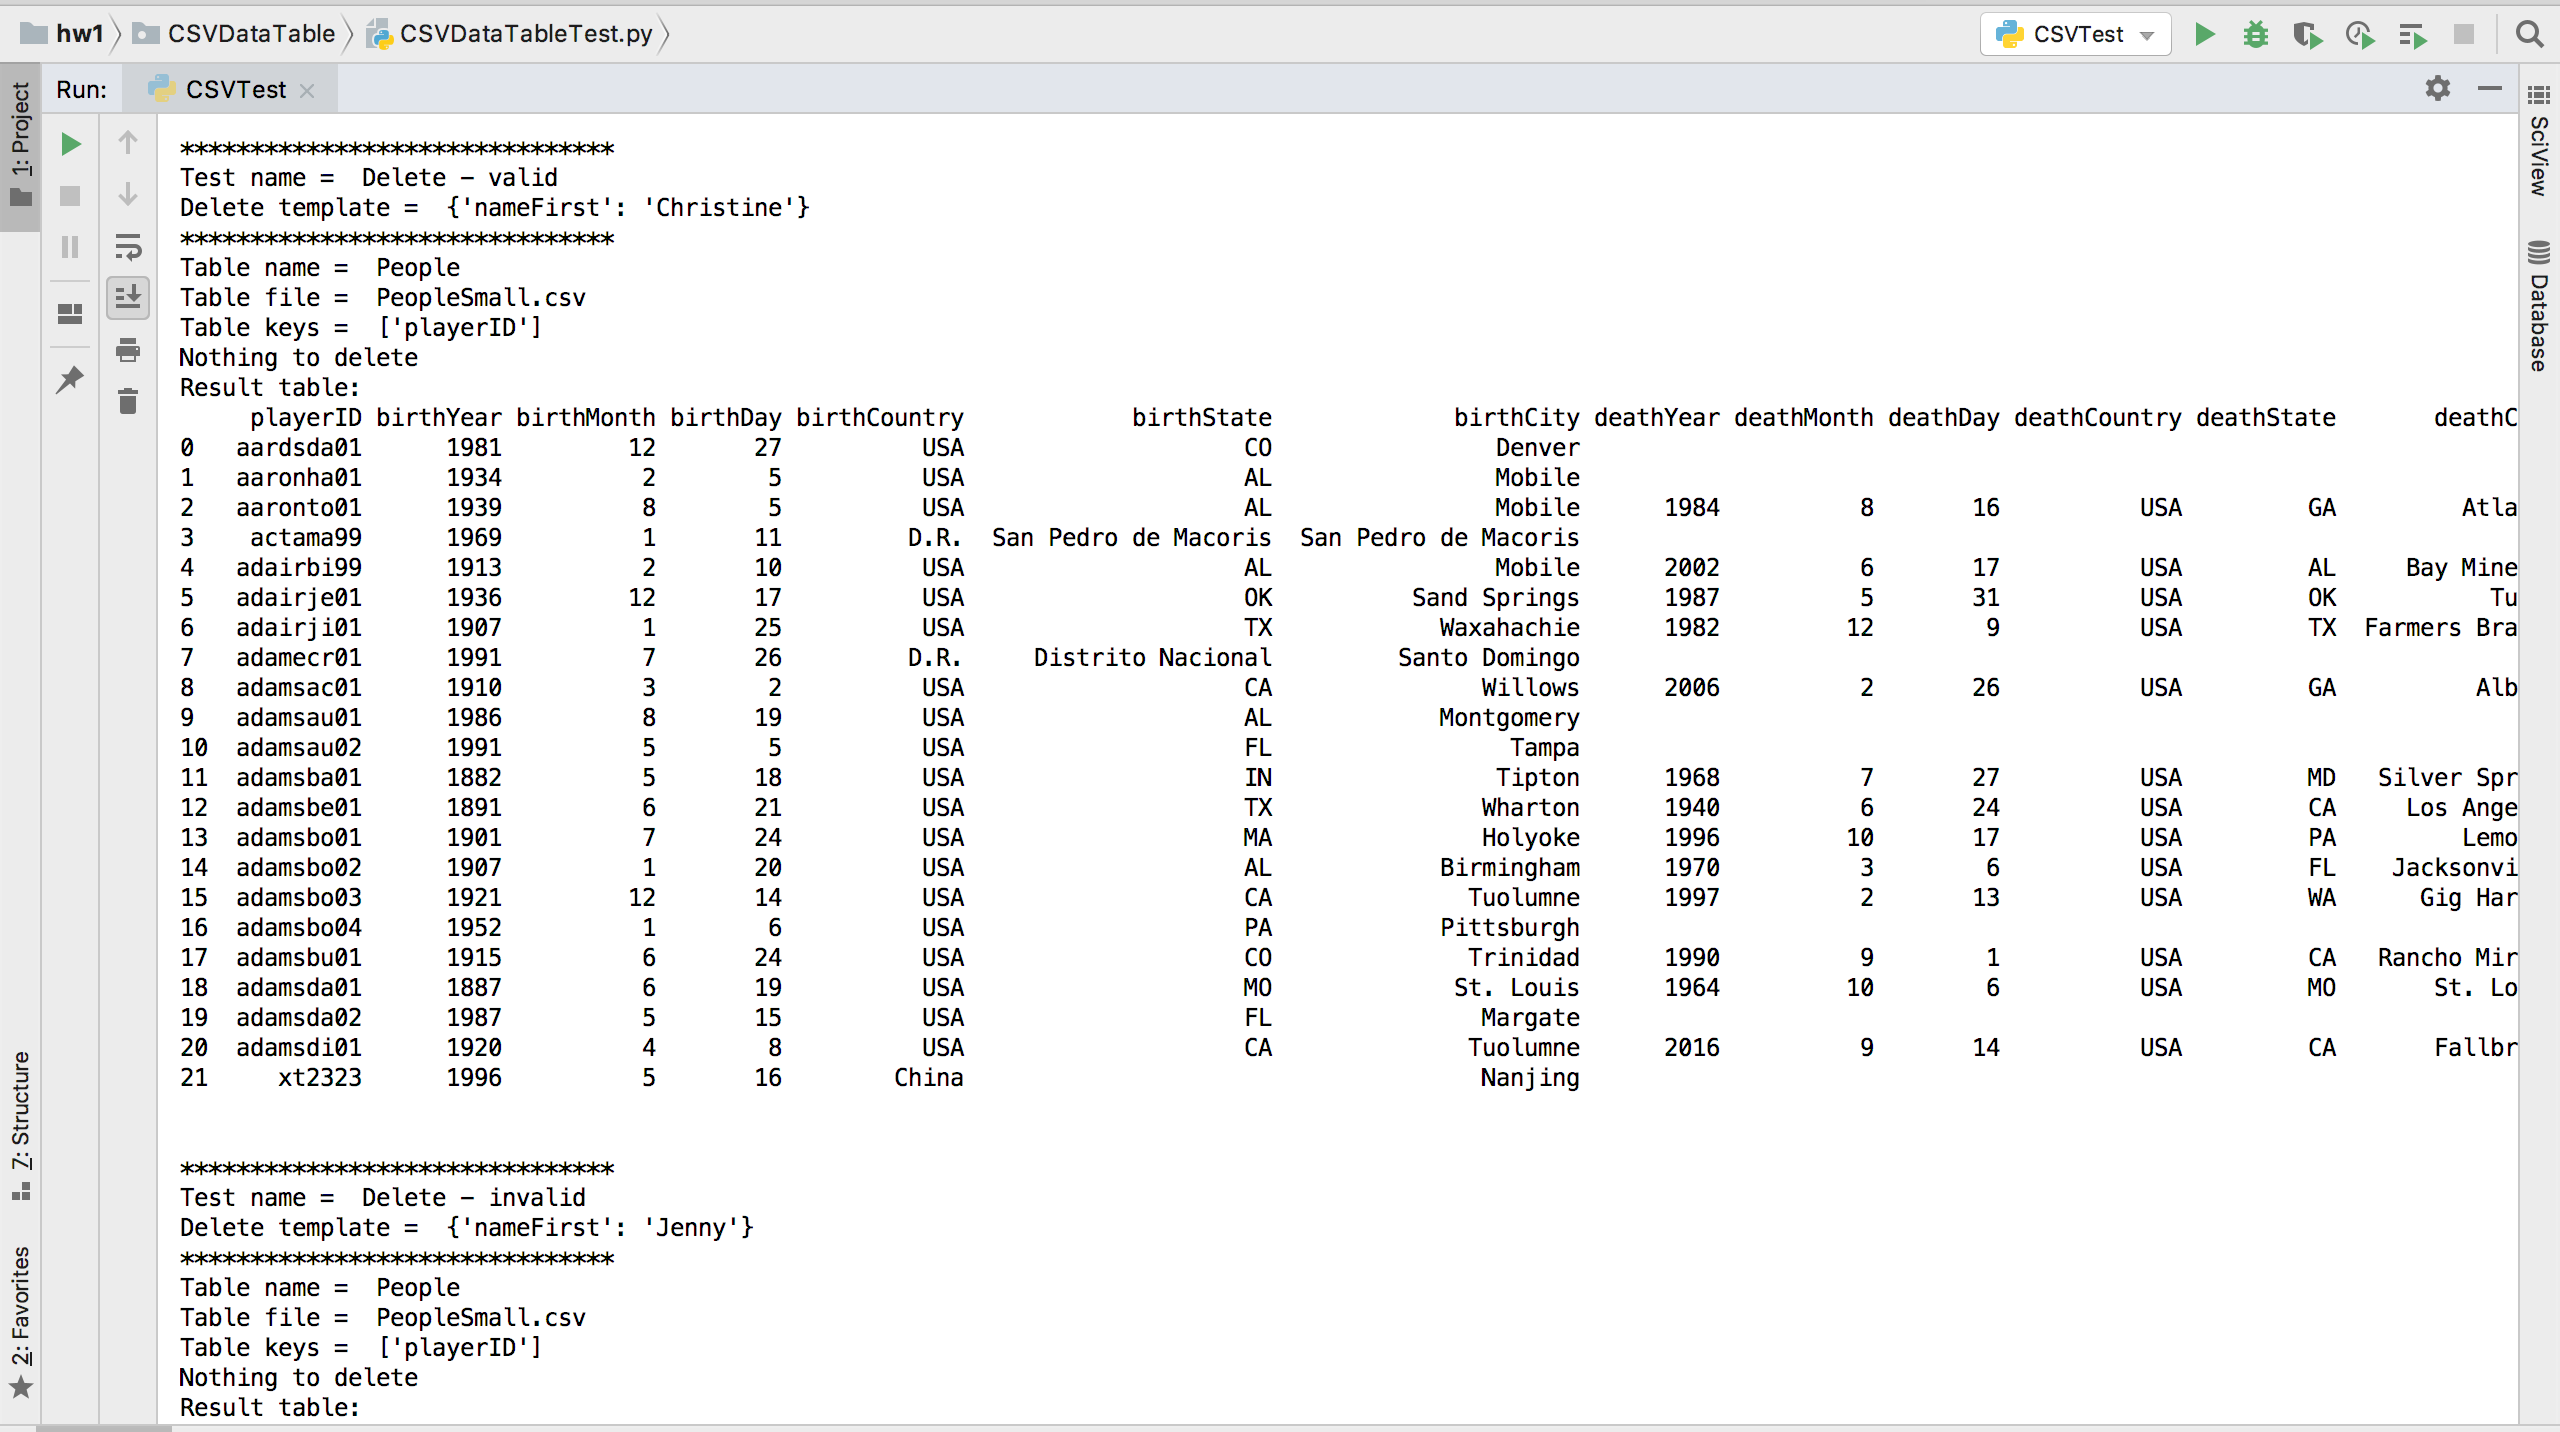 hw1 CSVDataTable CSVDataTableTest.py CSVTest
Run: CSVTest
1: Project
7: Structure
2: Favorites
SciView
Database
*******************************
Test name =  Delete - valid
Delete template =  {'nameFirst': 'Christine'}
*******************************
Table name =  People
Table file =  PeopleSmall.csv
Table keys =  ['playerID']
Nothing to delete
Result table:
     playerID birthYear birthMonth birthDay birthCountry            birthState             birthCity deathYear deathMonth deathDay deathCountry deathState       deathC
0   aardsda01      1981         12       27          USA                    CO                Denver
1   aaronha01      1934          2        5          USA                    AL                Mobile
2   aaronto01      1939          8        5          USA                    AL                Mobile      1984          8       16          USA         GA         Atla
3    actama99      1969          1       11         D.R.  San Pedro de Macoris  San Pedro de Macoris
4   adairbi99      1913          2       10          USA                    AL                Mobile      2002          6       17          USA         AL     Bay Mine
5   adairje01      1936         12       17          USA                    OK          Sand Springs      1987          5       31          USA         OK           Tu
6   adairji01      1907          1       25          USA                    TX            Waxahachie      1982         12        9          USA         TX  Farmers Bra
7   adamecr01      1991          7       26         D.R.     Distrito Nacional         Santo Domingo
8   adamsac01      1910          3        2          USA                    CA               Willows      2006          2       26          USA         GA          Alb
9   adamsau01      1986          8       19          USA                    AL            Montgomery
10  adamsau02      1991          5        5          USA                    FL                 Tampa
11  adamsba01      1882          5       18          USA                    IN                Tipton      1968          7       27          USA         MD   Silver Spr
12  adamsbe01      1891          6       21          USA                    TX               Wharton      1940          6       24          USA         CA     Los Ange
13  adamsbo01      1901          7       24          USA                    MA               Holyoke      1996         10       17          USA         PA         Lemo
14  adamsbo02      1907          1       20          USA                    AL            Birmingham      1970          3        6          USA         FL    Jacksonvi
15  adamsbo03      1921         12       14          USA                    CA              Tuolumne      1997          2       13          USA         WA      Gig Har
16  adamsbo04      1952          1        6          USA                    PA            Pittsburgh
17  adamsbu01      1915          6       24          USA                    CO              Trinidad      1990          9        1          USA         CA   Rancho Mir
18  adamsda01      1887          6       19          USA                    MO             St. Louis      1964         10        6          USA         MO       St. Lo
19  adamsda02      1987          5       15          USA                    FL               Margate
20  adamsdi01      1920          4        8          USA                    CA              Tuolumne      2016          9       14          USA         CA       Fallbr
21     xt2323      1996          5       16        China                                     Nanjing
*******************************
Test name =  Delete - invalid
Delete template =  {'nameFirst': 'Jenny'}
*******************************
Table name =  People
Table file =  PeopleSmall.csv
Table keys =  ['playerID']
Nothing to delete
Result table: